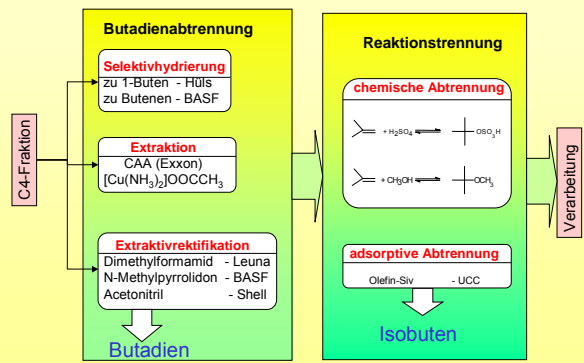 C4-Fraktion
Butadienabtrennung
Selektivhydrierung
zu 1-Buten - Hüls
zu Butenen - BASF
Extraktion
CAA (Exxon)
[Cu(NH₃)₂]OOCCH₃
Extraktivrektifikation
Dimethylformamid - Leuna
N-Methylpyrrolidon - BASF
Acetonitril - Shell
Butadien
Reaktionstrennung
chemische Abtrennung
+ H₂SO₄ OSO₃H
+ CH₃OH OCH₃
adsorptive Abtrennung
Olefin-Siv - UCC
Isobuten
Verarbeitung